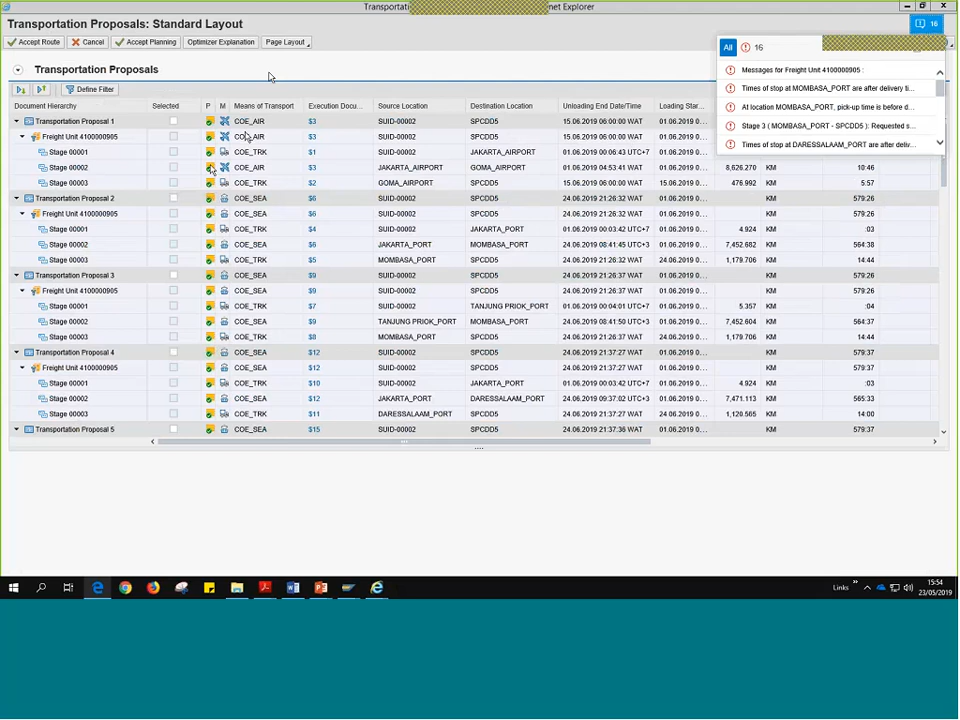 Transportati net Explorer
Transportation Proposals: Standard Layout 16
Accept Route Cancel Accept Planning Optimizer Explanation Page Layout
All 16
Messages for Freight Unit 4100000905 :
Times of stop at MOMBASA_PORT are after delivery ti...
At location MOMBASA_PORT, pick-up time is before d...
Stage 3 ( MOMBASA_PORT - SPCDD5 ): Requested s...
Times of stop at DARESSALAAM_PORT are after deliv...
Transportation Proposals
Define Filter
Document Hierarchy Selected P M Means of Transport Execution Docu... Source Location Destination Location Unloading End Date/Time Loading Star...
Transportation Proposal 1 COE_AIR $3 SUID-00002 SPCDD5 15.06.2019 06:00:00 WAT 01.06.2019 0...
Freight Unit 4100000905 COE_AIR $3 SUID-00002 SPCDD5 15.06.2019 06:00:00 WAT 01.06.2019 0...
Stage 00001 COE_TRK $1 SUID-00002 JAKARTA_AIRPORT 01.06.2019 00:06:43 UTC+7 01.06.2019 0...
Stage 00002 COE_AIR $3 JAKARTA_AIRPORT GOMA_AIRPORT 01.06.2019 04:53:41 WAT 01.06.2019 0... 8,626.270 KM 10:46
Stage 00003 COE_TRK $2 GOMA_AIRPORT SPCDD5 15.06.2019 06:00:00 WAT 15.06.2019 0... 476.992 KM 5:57
Transportation Proposal 2 COE_SEA $6 SUID-00002 SPCDD5 24.06.2019 21:26:32 WAT 01.06.2019 0... 579:26
Freight Unit 4100000905 COE_SEA $6 SUID-00002 SPCDD5 24.06.2019 21:26:32 WAT 01.06.2019 0... 579:26
Stage 00001 COE_TRK $4 SUID-00002 JAKARTA_PORT 01.06.2019 00:03:42 UTC+7 01.06.2019 0... 4.924 KM :03
Stage 00002 COE_SEA $6 JAKARTA_PORT MOMBASA_PORT 24.06.2019 08:41:45 UTC+3 01.06.2019 0... 7,452.682 KM 564:38
Stage 00003 COE_TRK $5 MOMBASA_PORT SPCDD5 24.06.2019 21:26:32 WAT 24.06.2019 0... 1,179.706 KM 14:44
Transportation Proposal 3 COE_SEA $9 SUID-00002 SPCDD5 24.06.2019 21:26:37 WAT 01.06.2019 0... 579:26
Freight Unit 4100000905 COE_SEA $9 SUID-00002 SPCDD5 24.06.2019 21:26:37 WAT 01.06.2019 0... 579:26
Stage 00001 COE_TRK $7 SUID-00002 TANJUNG PRIOK_PORT 01.06.2019 00:04:01 UTC+7 01.06.2019 0... 5.357 KM :04
Stage 00002 COE_SEA $9 TANJUNG PRIOK_PORT MOMBASA_PORT 24.06.2019 08:41:50 UTC+3 01.06.2019 0... 7,452.604 KM 564:37
Stage 00003 COE_TRK $8 MOMBASA_PORT SPCDD5 24.06.2019 21:26:37 WAT 24.06.2019 0... 1,179.706 KM 14:44
Transportation Proposal 4 COE_SEA $12 SUID-00002 SPCDD5 24.06.2019 21:37:27 WAT 01.06.2019 0... 579:37
Freight Unit 4100000905 COE_SEA $12 SUID-00002 SPCDD5 24.06.2019 21:37:27 WAT 01.06.2019 0... 579:37
Stage 00001 COE_TRK $10 SUID-00002 JAKARTA_PORT 01.06.2019 00:03:42 UTC+7 01.06.2019 0... 4.924 KM :03
Stage 00002 COE_SEA $12 JAKARTA_PORT DARESSALAAM_PORT 24.06.2019 09:37:02 UTC+3 01.06.2019 0... 7,471.113 KM 565:33
Stage 00003 COE_TRK $11 DARESSALAAM_PORT SPCDD5 24.06.2019 21:37:27 WAT 24.06.2019 0... 1,120.565 KM 14:00
Transportation Proposal 5 COE_SEA $15 SUID-00002 SPCDD5 24.06.2019 21:37:36 WAT 01.06.2019 0... 579:37
Links 15:54
23/05/2019